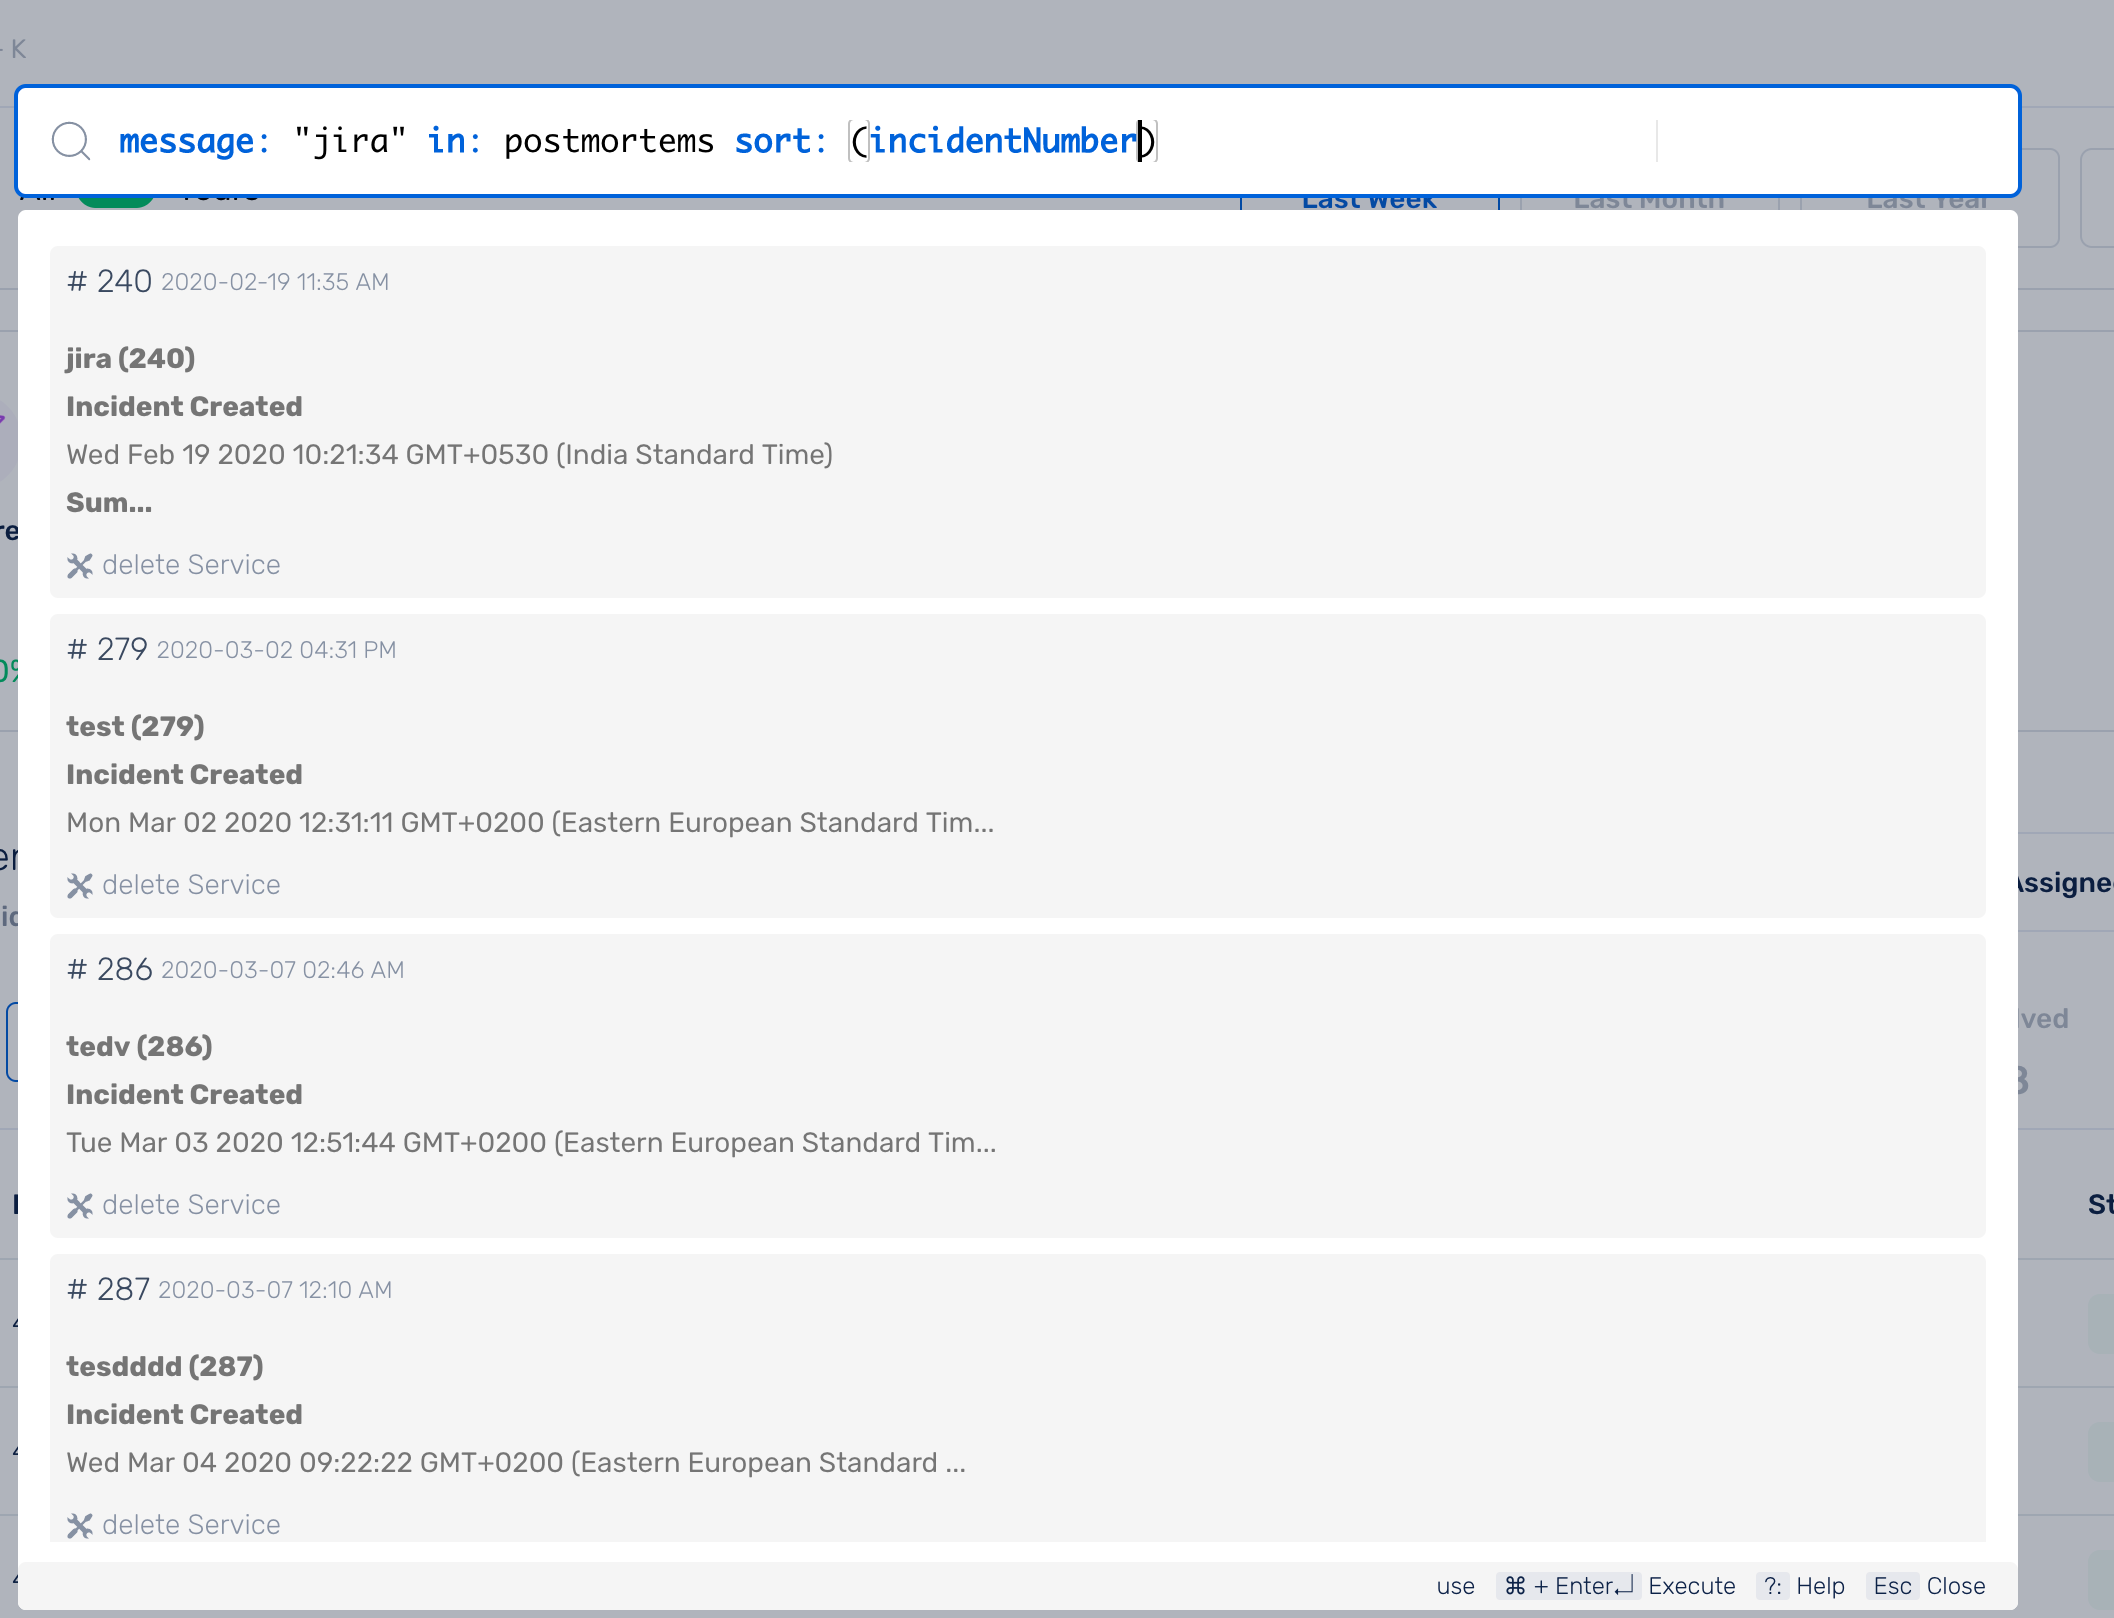 K
message: "jira" in: postmortems sort: (incidentNumber)
Last Week Last Month Last Year
# 240 2020-02-19 11:35 AM
jira (240)
Incident Created
Wed Feb 19 2020 10:21:34 GMT+0530 (India Standard Time)
Sum...
delete Service
# 279 2020-03-02 04:31 PM
test (279)
Incident Created
Mon Mar 02 2020 12:31:11 GMT+0200 (Eastern European Standard Tim...
delete Service
# 286 2020-03-07 02:46 AM
tedv (286)
Incident Created
Tue Mar 03 2020 12:51:44 GMT+0200 (Eastern European Standard Tim...
delete Service
# 287 2020-03-07 12:10 AM
tesdddd (287)
Incident Created
Wed Mar 04 2020 09:22:22 GMT+0200 (Eastern European Standard ...
delete Service
use ⌘ + Enter↵ Execute ?: Help Esc Close